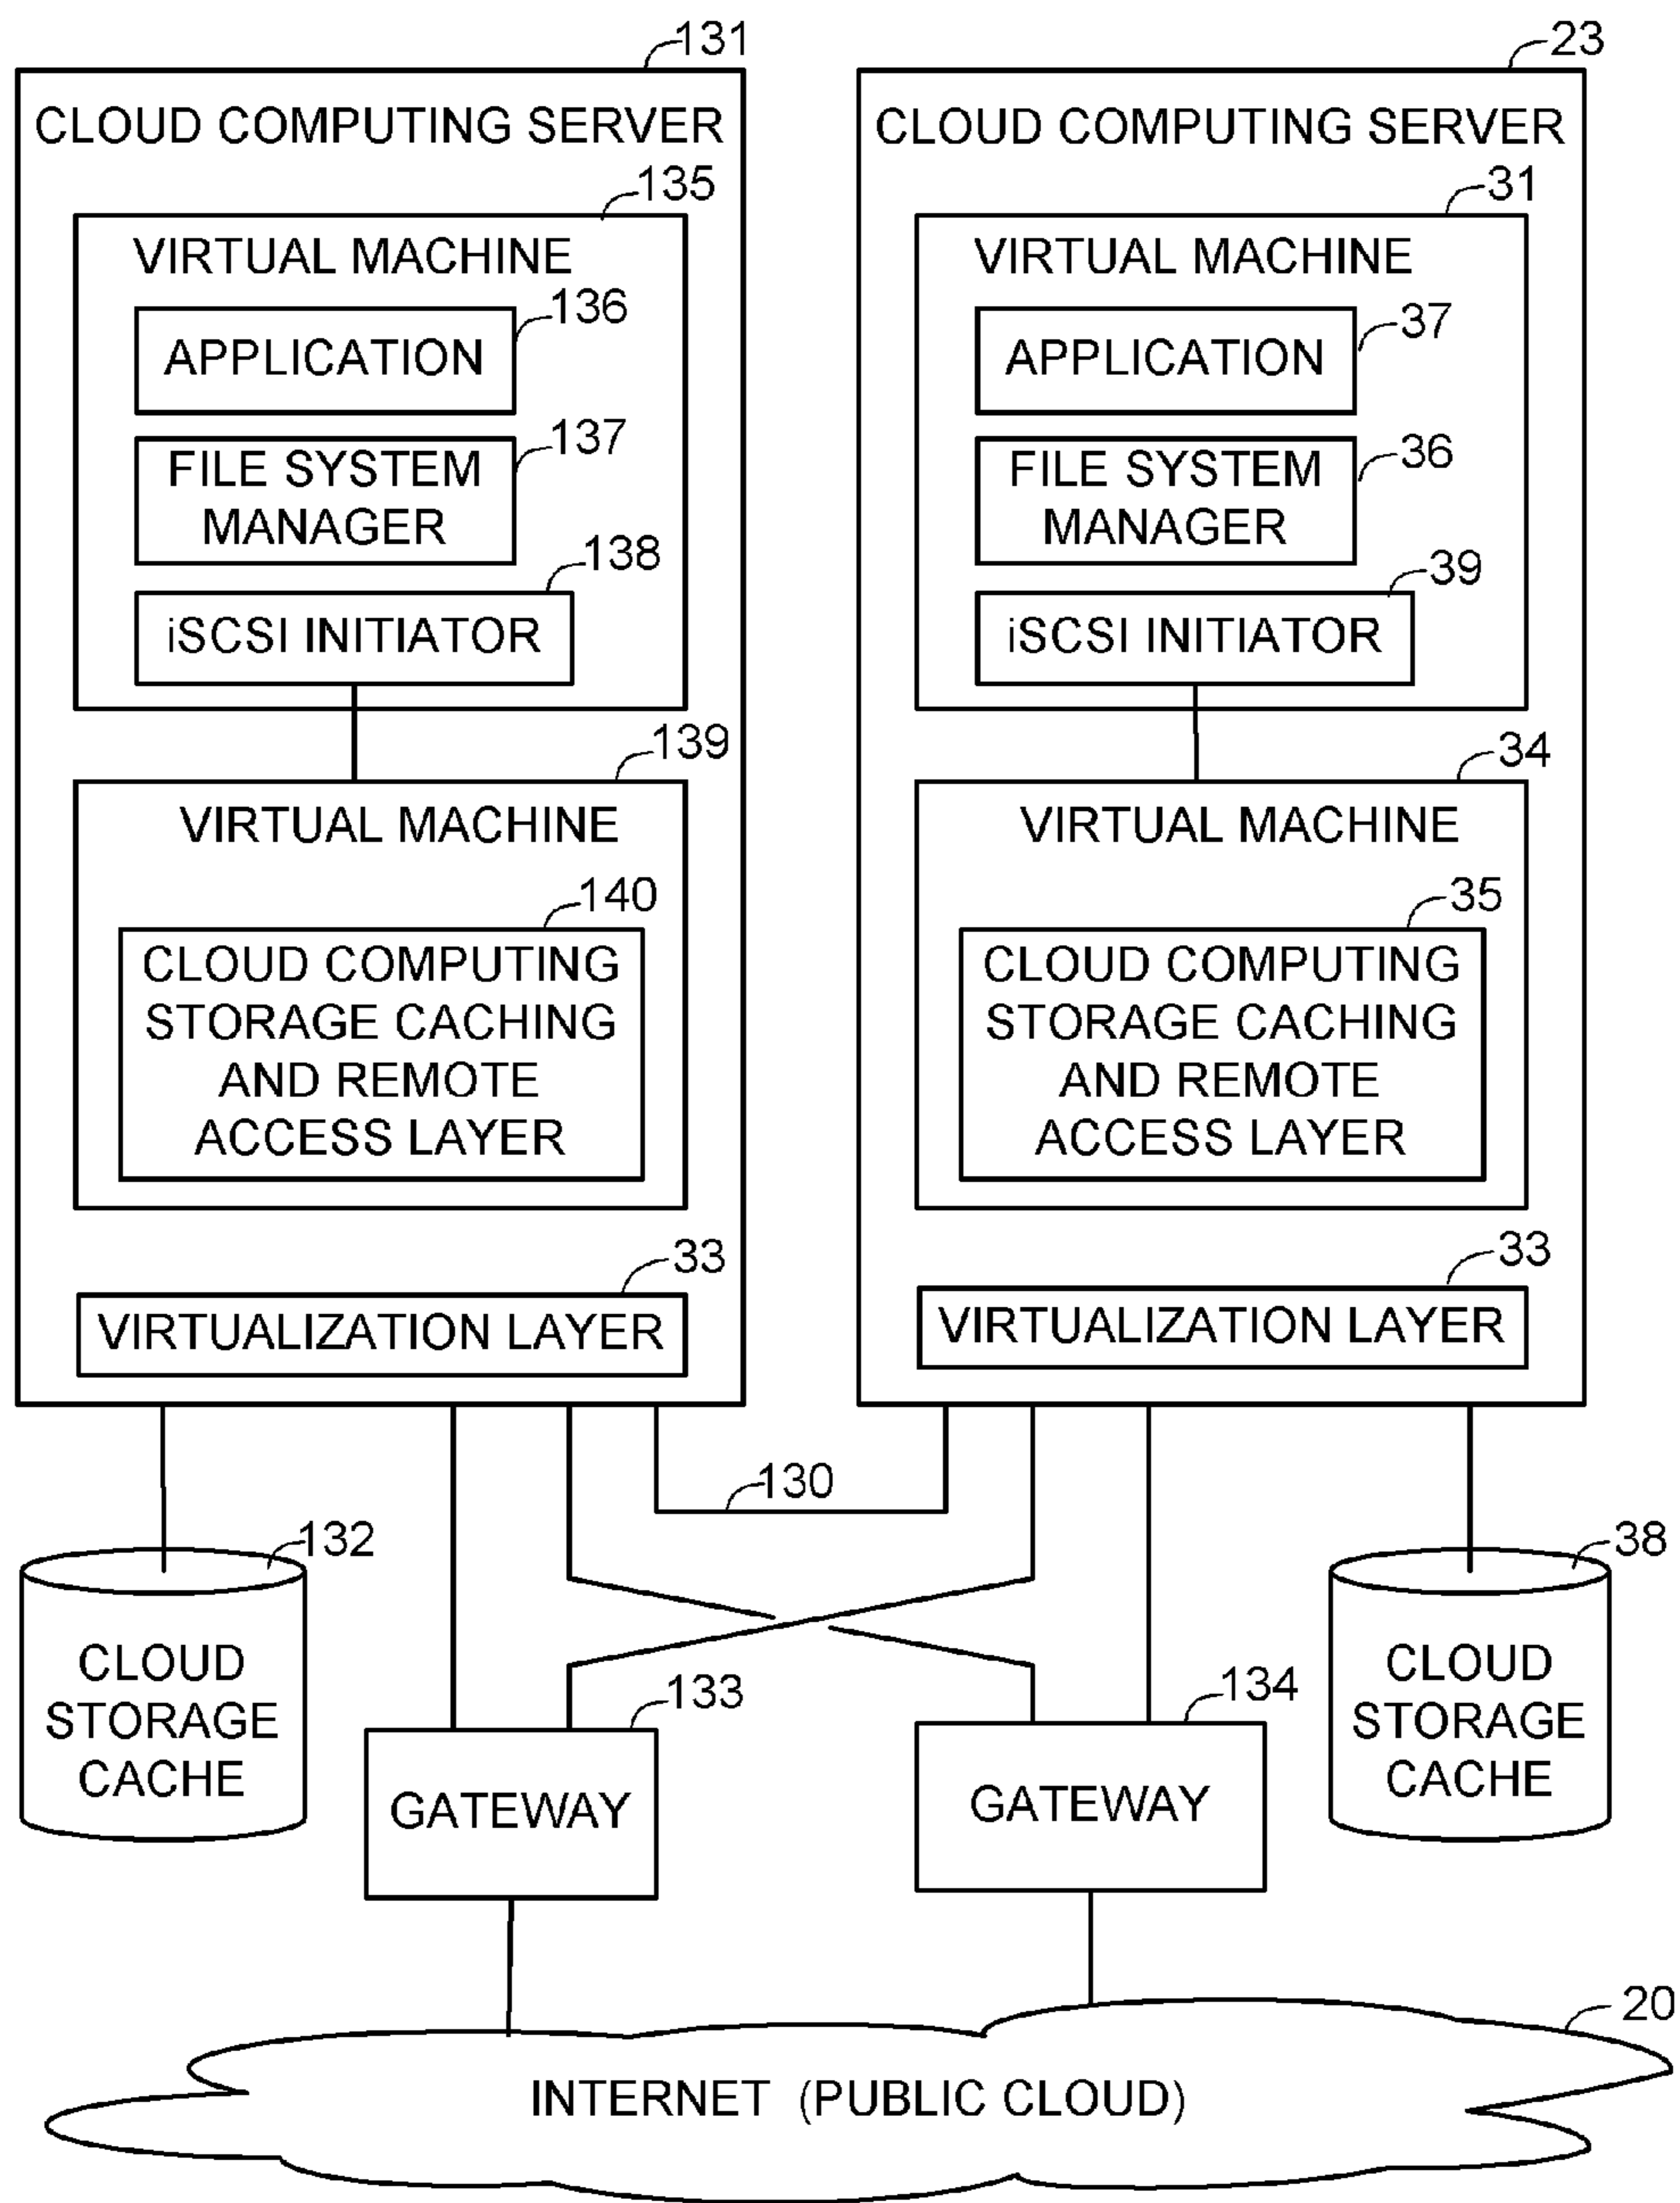 131
CLOUD COMPUTING SERVER
135
VIRTUAL MACHINE
136
APPLICATION
137
FILE SYSTEM
MANAGER
138
iSCSI INITIATOR
139
VIRTUAL MACHINE
140
CLOUD COMPUTING
STORAGE CACHING
AND REMOTE
ACCESS LAYER
33
VIRTUALIZATION LAYER
23
CLOUD COMPUTING SERVER
31
VIRTUAL MACHINE
37
APPLICATION
36
FILE SYSTEM
MANAGER
39
iSCSI INITIATOR
34
VIRTUAL MACHINE
35
CLOUD COMPUTING
STORAGE CACHING
AND REMOTE
ACCESS LAYER
33
VIRTUALIZATION LAYER
130
132
CLOUD
STORAGE
CACHE
133
GATEWAY
134
GATEWAY
38
CLOUD
STORAGE
CACHE
20
INTERNET (PUBLIC CLOUD)